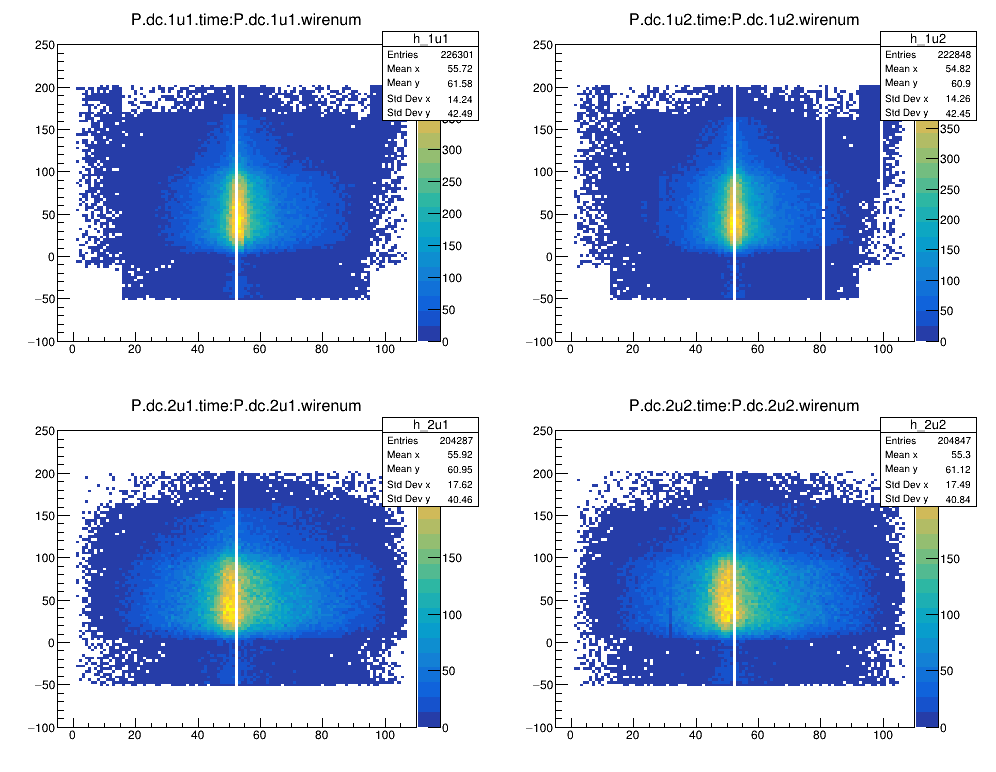 P.dc.1u1.time:P.dc.1u1.wirenum
h_1u1
Entries 226301
Mean x 55.72
Mean y 61.58
Std Dev x 14.24
Std Dev y 42.49
250
200
150
100
50
0
−50
−100
0 20 40 60 80 100
300
250
200
150
100
50
0
P.dc.1u2.time:P.dc.1u2.wirenum
h_1u2
Entries 222848
Mean x 54.82
Mean y 60.9
Std Dev x 14.26
Std Dev y 42.45
250
200
150
100
50
0
−50
−100
0 20 40 60 80 100
350
300
250
200
150
100
50
0
P.dc.2u1.time:P.dc.2u1.wirenum
h_2u1
Entries 204287
Mean x 55.92
Mean y 60.95
Std Dev x 17.62
Std Dev y 40.46
250
200
150
100
50
0
−50
−100
0 20 40 60 80 100
150
100
50
0
P.dc.2u2.time:P.dc.2u2.wirenum
h_2u2
Entries 204847
Mean x 55.3
Mean y 61.12
Std Dev x 17.49
Std Dev y 40.84
250
200
150
100
50
0
−50
−100
0 20 40 60 80 100
150
100
50
0